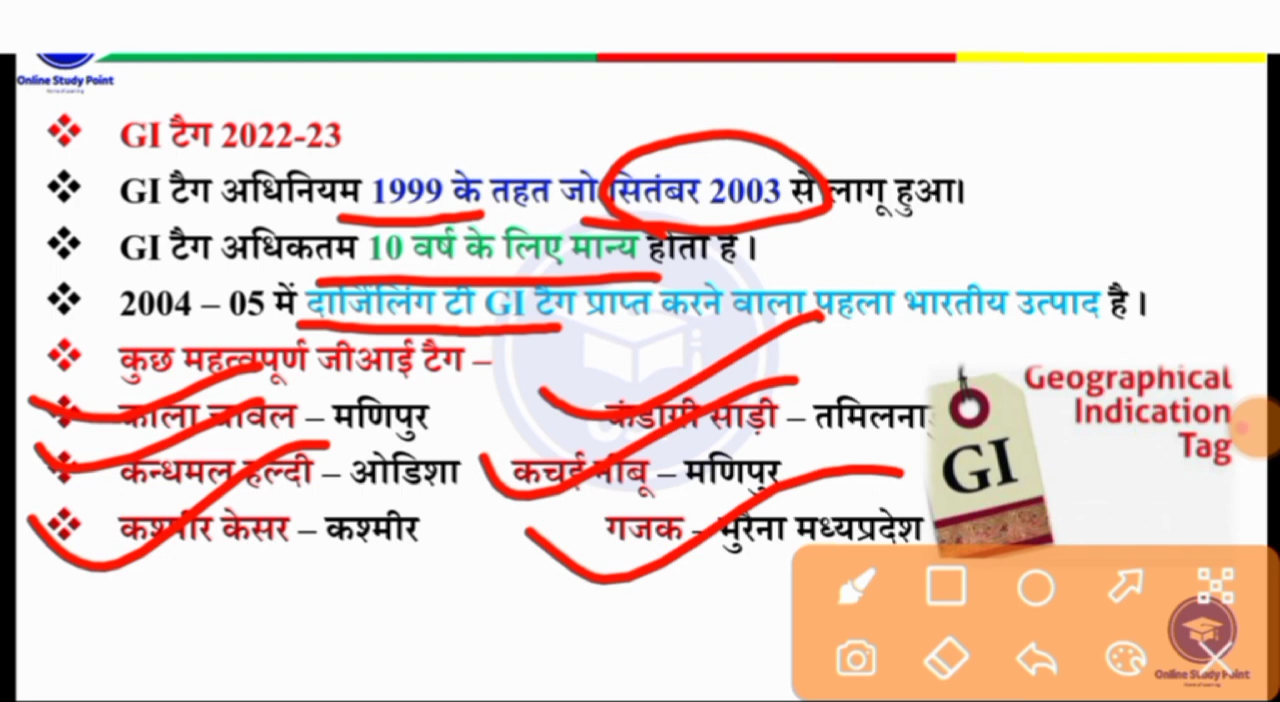 Online Study Point
GI टैग 2022-23
GI टैग अधिनियम 1999 के तहत जो सितंबर 2003 से लागू हुआ।
GI टैग अधिकतम 10 वर्ष के लिए मान्य होता है।
2004 – 05 में दार्जिलिंग टी GI टैग प्राप्त करने वाला पहला भारतीय उत्पाद है।
कुछ महत्वपूर्ण जीआई टैग –
काला चावल – मणिपुर कंडागी साड़ी – तमिलना
कन्धमल हल्दी – ओडिशा कचई नींबू – मणिपुर
कश्मीर केसर – कश्मीर गजक – मुरैना मध्यप्रदेश
Geographical
Indication
Tag
GI
Online Study Point